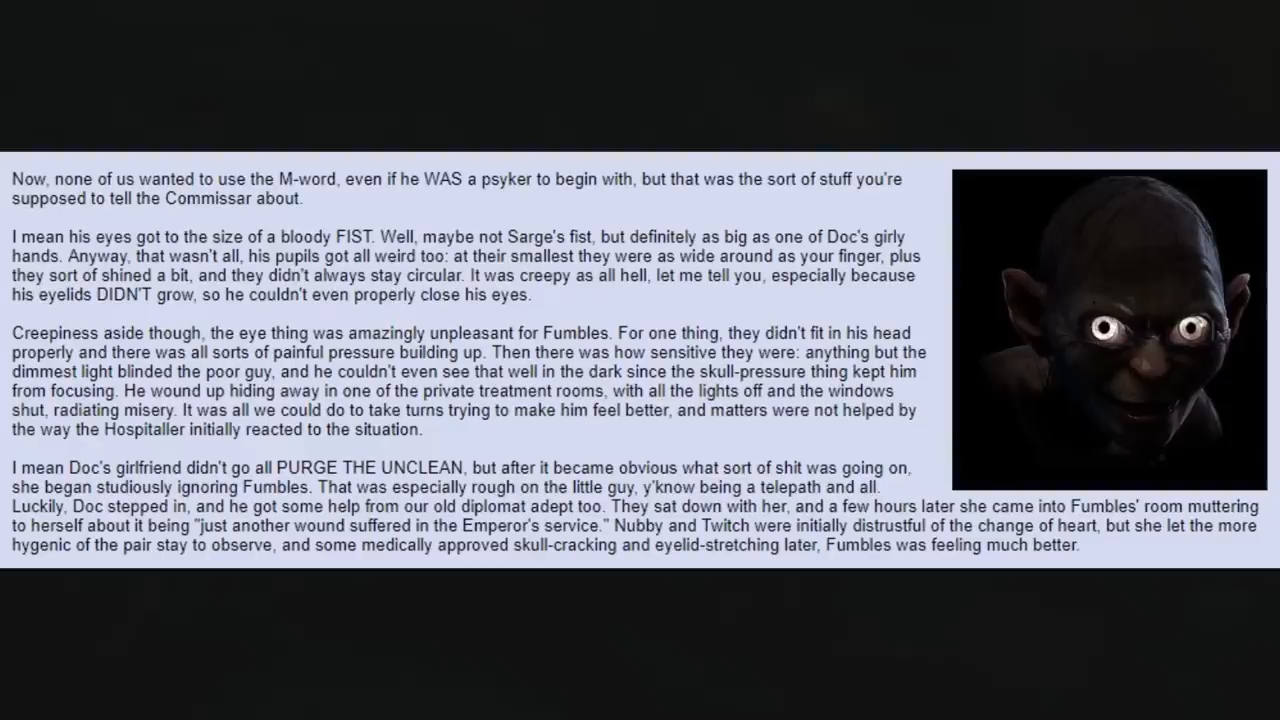 Now, none of us wanted to use the M-word, even if he WAS a psyker to begin with, but that was the sort of stuff you're
supposed to tell the Commissar about.
I mean his eyes got to the size of a bloody FIST. Well, maybe not Sarge's fist, but definitely as big as one of Doc's girly
hands. Anyway, that wasn't all, his pupils got all weird too: at their smallest they were as wide around as your finger, plus
they sort of shined a bit, and they didn't always stay circular. It was creepy as all hell, let me tell you, especially because
his eyelids DIDN'T grow, so he couldn't even properly close his eyes.
Creepiness aside though, the eye thing was amazingly unpleasant for Fumbles. For one thing, they didn't fit in his head
properly and there was all sorts of painful pressure building up. Then there was how sensitive they were: anything but the
dimmest light blinded the poor guy, and he couldn't even see that well in the dark since the skull-pressure thing kept him
from focusing. He wound up hiding away in one of the private treatment rooms, with all the lights off and the windows
shut, radiating misery. It was all we could do to take turns trying to make him feel better, and matters were not helped by
the way the Hospitaller initially reacted to the situation.
I mean Doc's girlfriend didn't go all PURGE THE UNCLEAN, but after it became obvious what sort of shit was going on,
she began studiously ignoring Fumbles. That was especially rough on the little guy, y'know being a telepath and all.
Luckily, Doc stepped in, and he got some help from our old diplomat adept too. They sat down with her, and a few hours later she came into Fumbles' room muttering
to herself about it being "just another wound suffered in the Emperor's service." Nubby and Twitch were initially distrustful of the change of heart, but she let the more
hygenic of the pair stay to observe, and some medically approved skull-cracking and eyelid-stretching later, Fumbles was feeling much better.